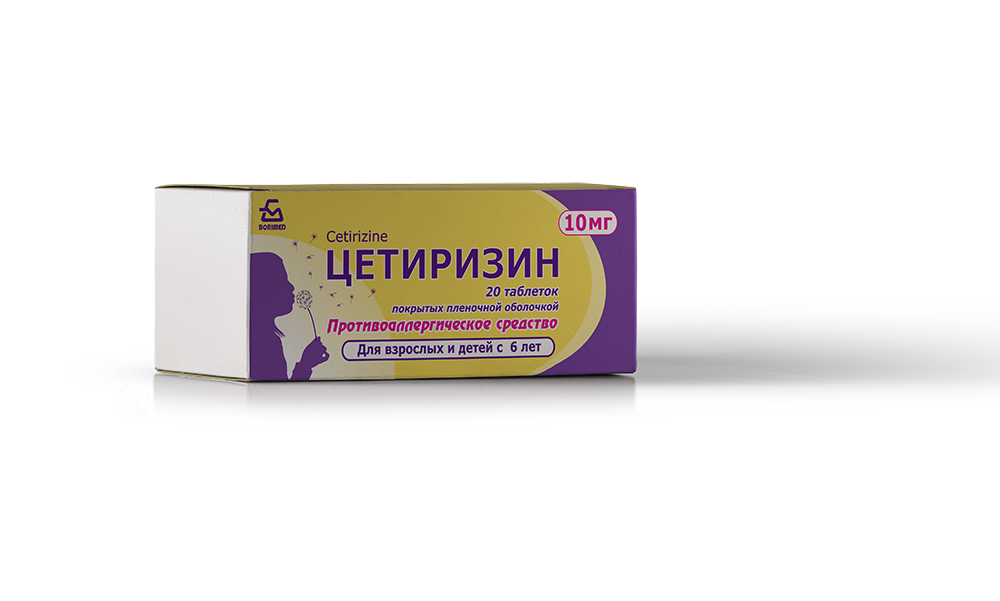 BORIMED
10мг
Cetirizine
ЦЕТИРИЗИН
20 таблеток
покрытых пленочной оболочкой
Противоаллергическое средство
Для взрослых и детей с 6 лет